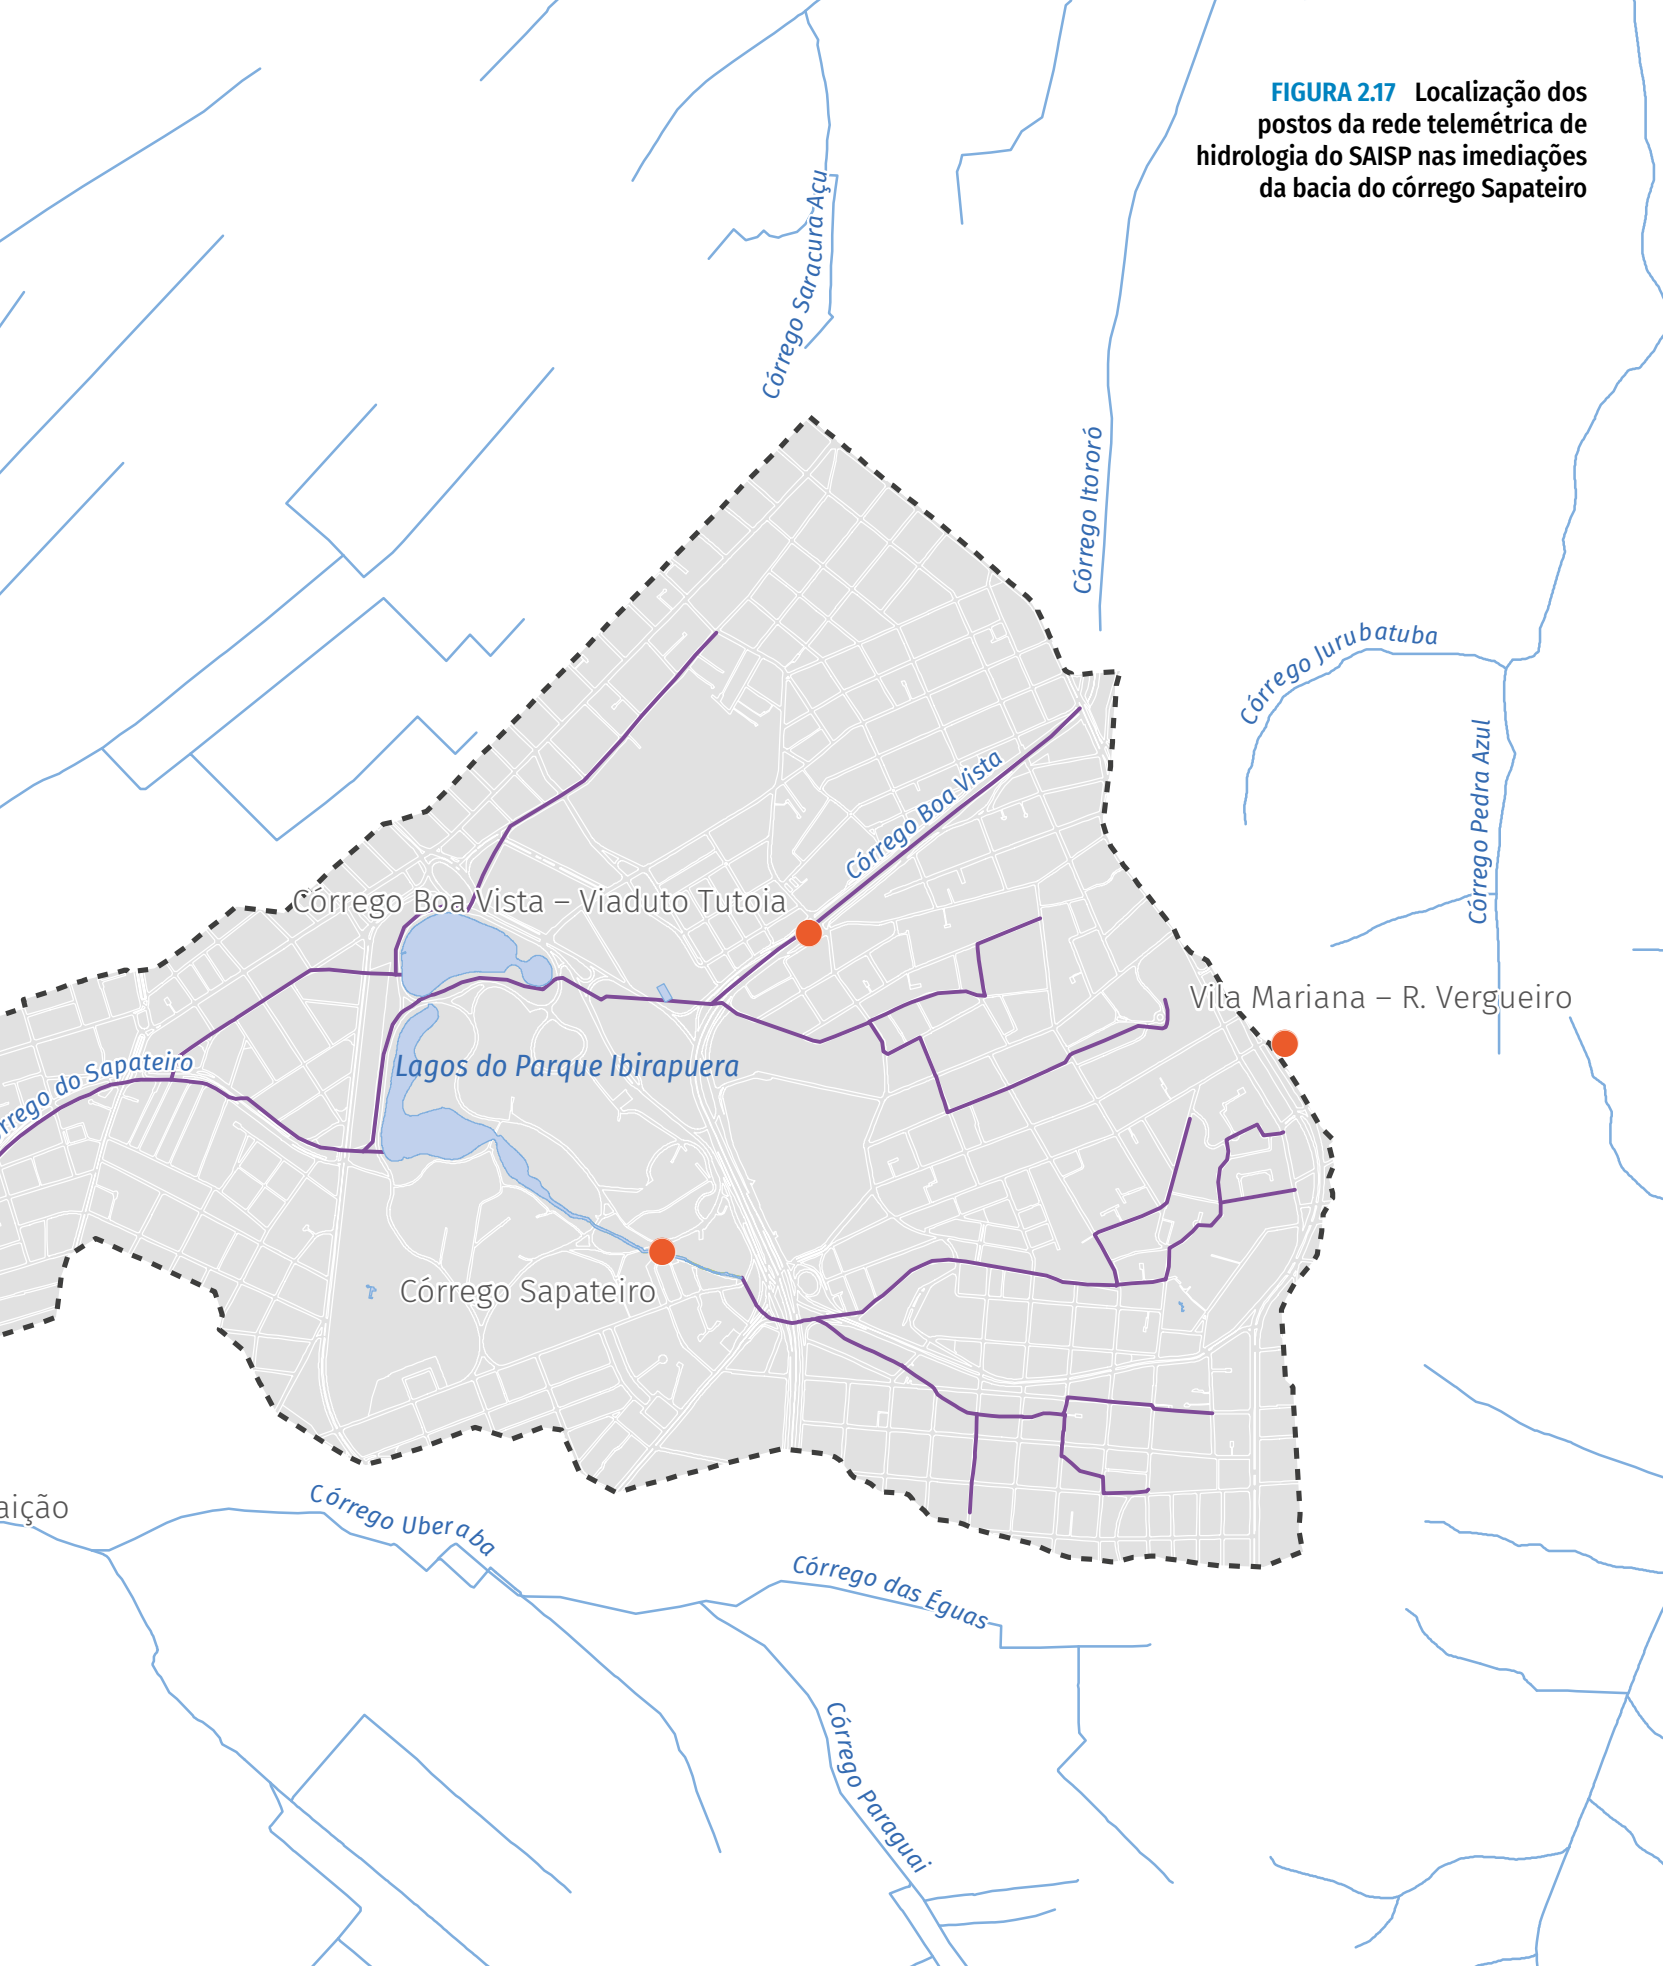 FIGURA 2.17 Localização dos
postos da rede telemétrica de
hidrologia do SAISP nas imediações
da bacia do córrego Sapateiro
Córrego Saracura-Açu
Córrego Itororó
Córrego Jurubatuba
Córrego Pedra Azul
Córrego Boa Vista
Córrego Boa Vista – Viaduto Tutoia
Vila Mariana – R. Vergueiro
Lagos do Parque Ibirapuera
rrego do Sapateiro
Córrego Sapateiro
aição
Córrego Uberaba
Córrego das Éguas
Córrego Paraguai